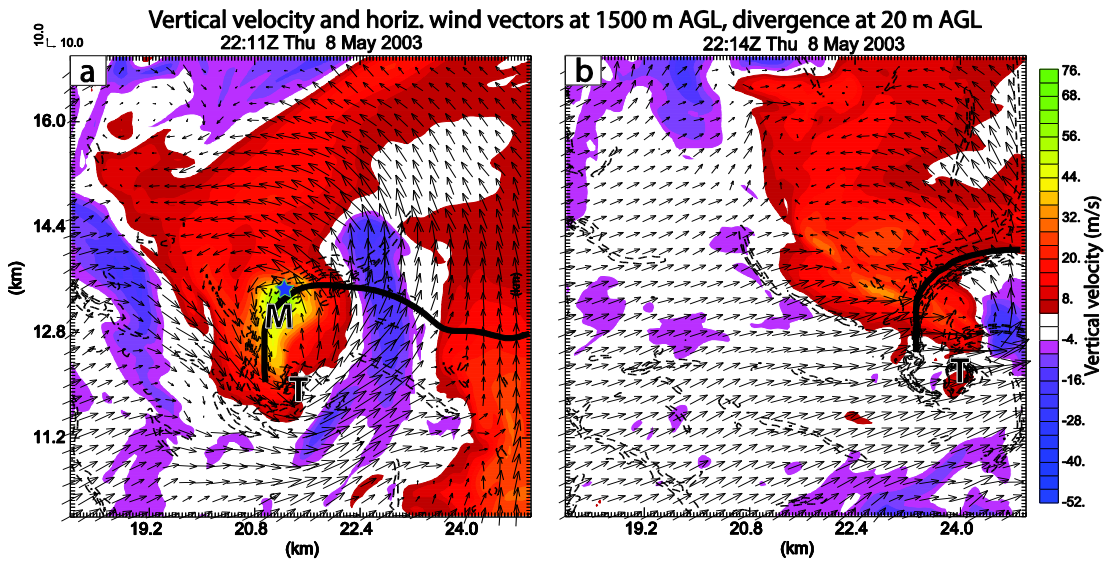 Vertical velocity and horiz. wind vectors at 1500 m AGL, divergence at 20 m AGL
10.0
10.0
22:11Z Thu 8 May 2003
22:14Z Thu 8 May 2003
a
b
M
T
T
16.0
14.4
12.8
11.2
(km)
19.2
20.8
22.4
24.0
(km)
19.2
20.8
22.4
24.0
(km)
76.
68.
56.
44.
32.
20.
8.
-4.
-16.
-28.
-40.
-52.
Vertical velocity (m/s)